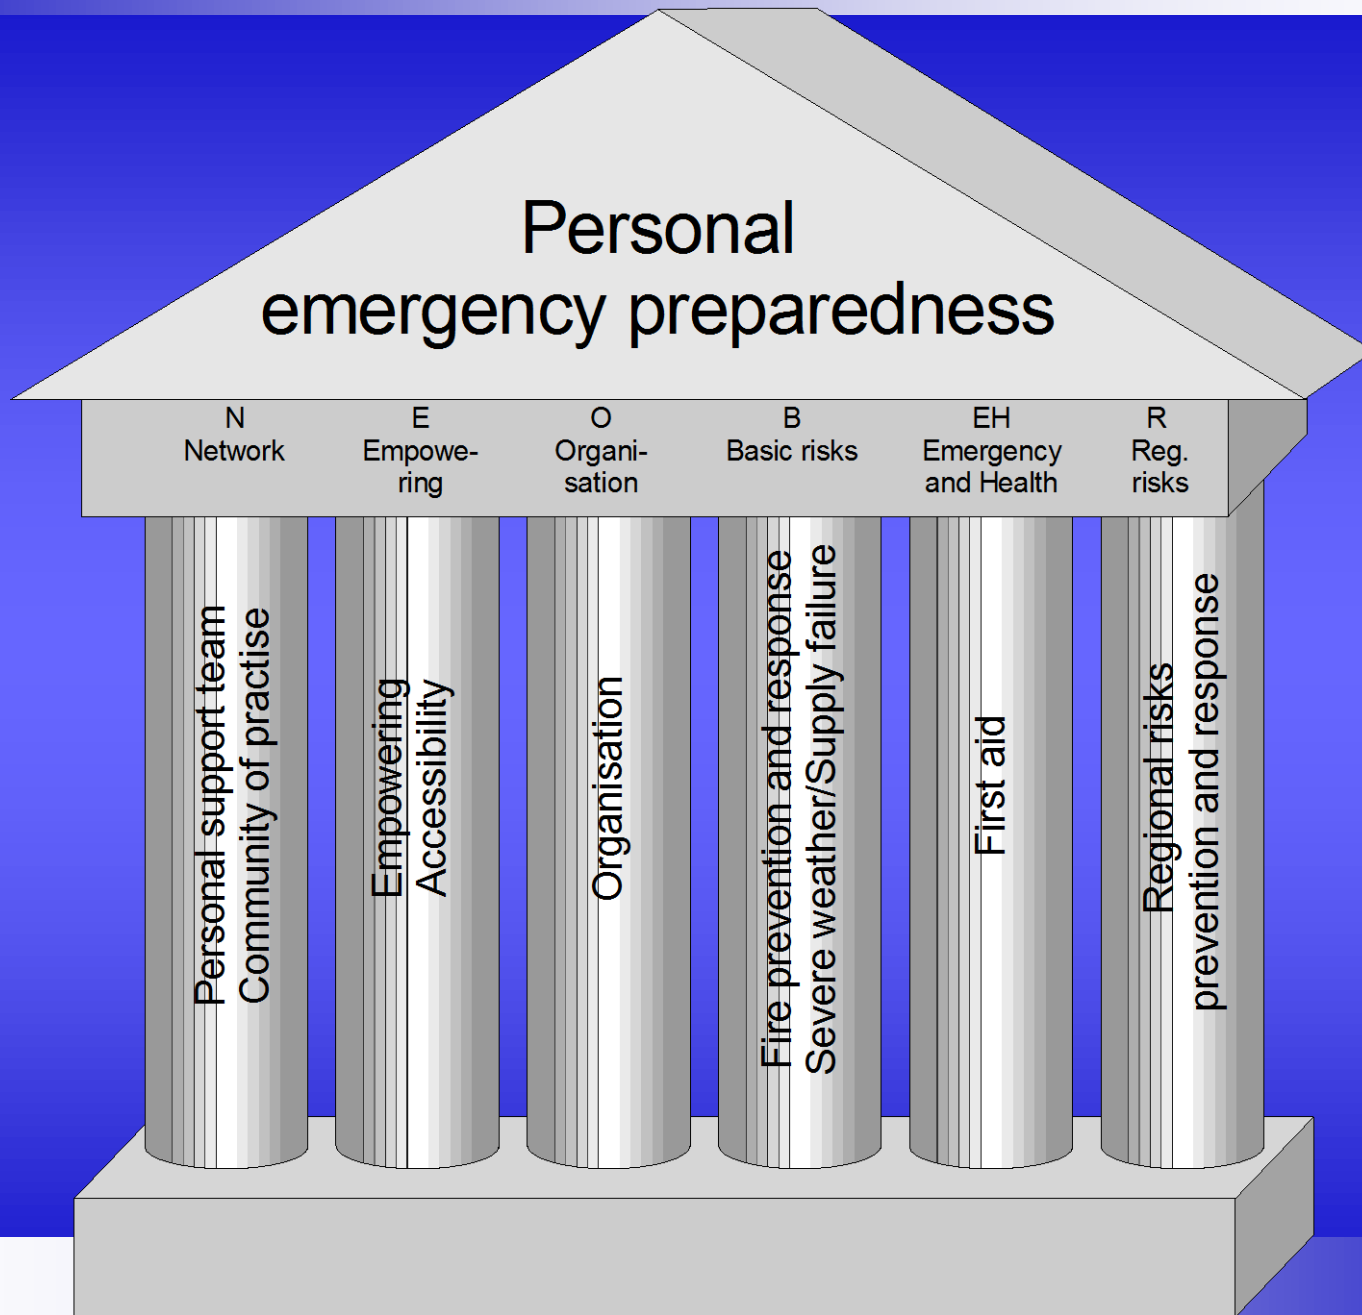 Personal
emergency preparedness
N
Network
E
Empowe-
ring
O
Organi-
sation
B
Basic risks
EH
Emergency
and Health
R
Reg.
risks
Personal support team
Community of practise
Empowering
Accessibility
Organisation
Fire prevention and response
Severe weather/Supply failure
First aid
Regional risks
prevention and response